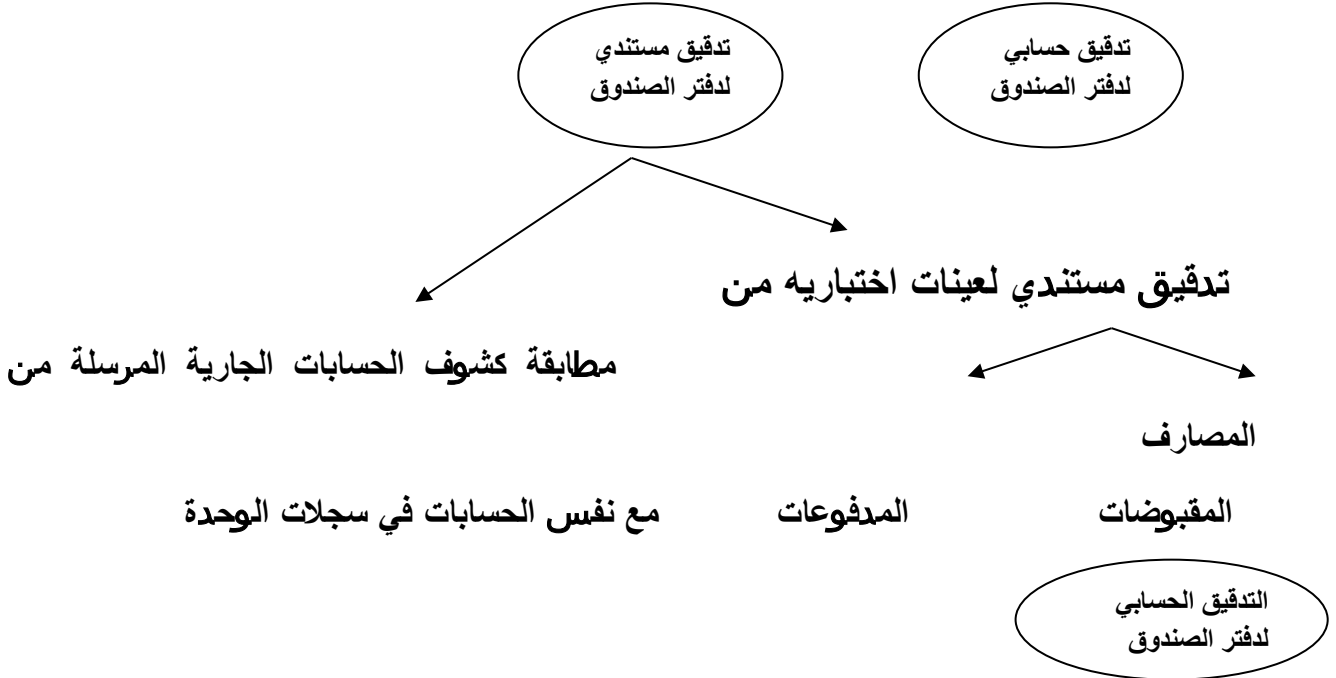 تدقيق حسابي
لدفتر الصندوق
تدقيق مستندي
لدفتر الصندوق
تدقيق مستندي لعينات اختباريه من
مطابقة كشوف الحسابات الجارية المرسلة من
المصارف
المقبوضات المدفوعات مع نفس الحسابات في سجلات الوحدة
التدقيق الحسابي
لدفتر الصندوق